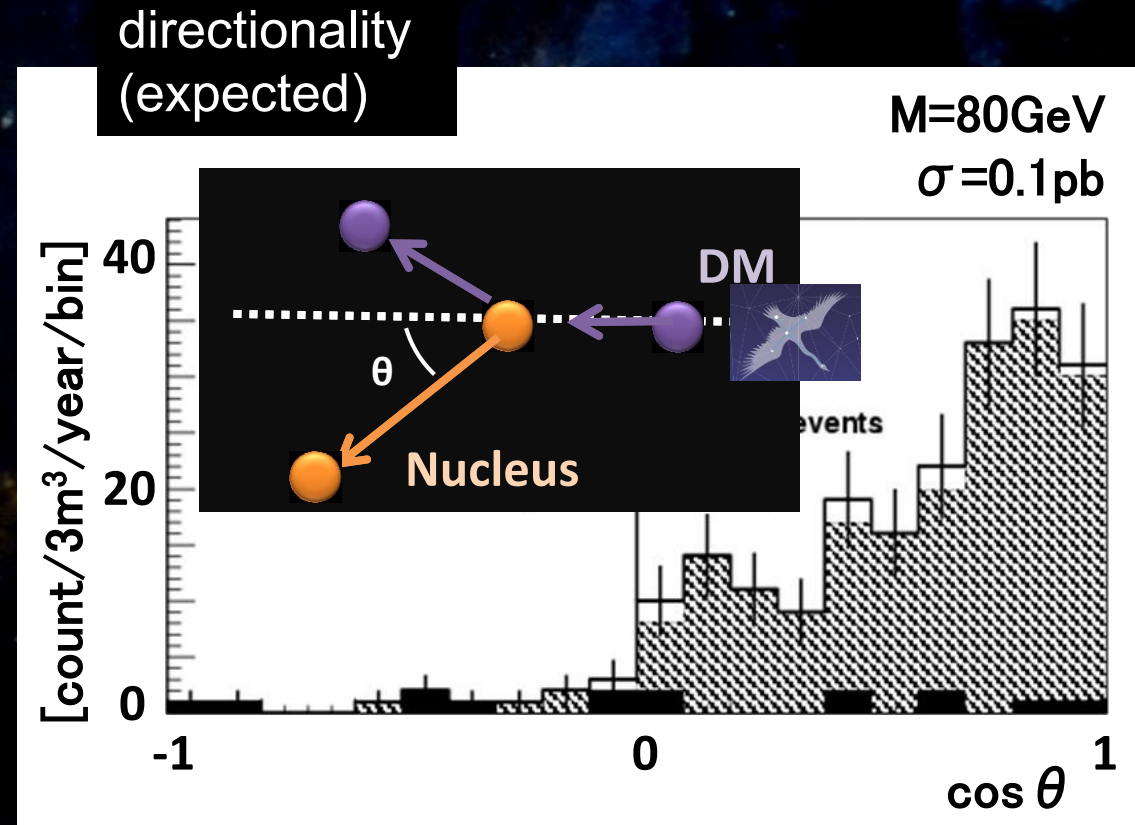 directionality
(expected)
M=80GeV
σ=0.1pb
[count/3m³/year/bin]
40
20
0
DM
θ
Nucleus
events
-1
0
1
cos θ